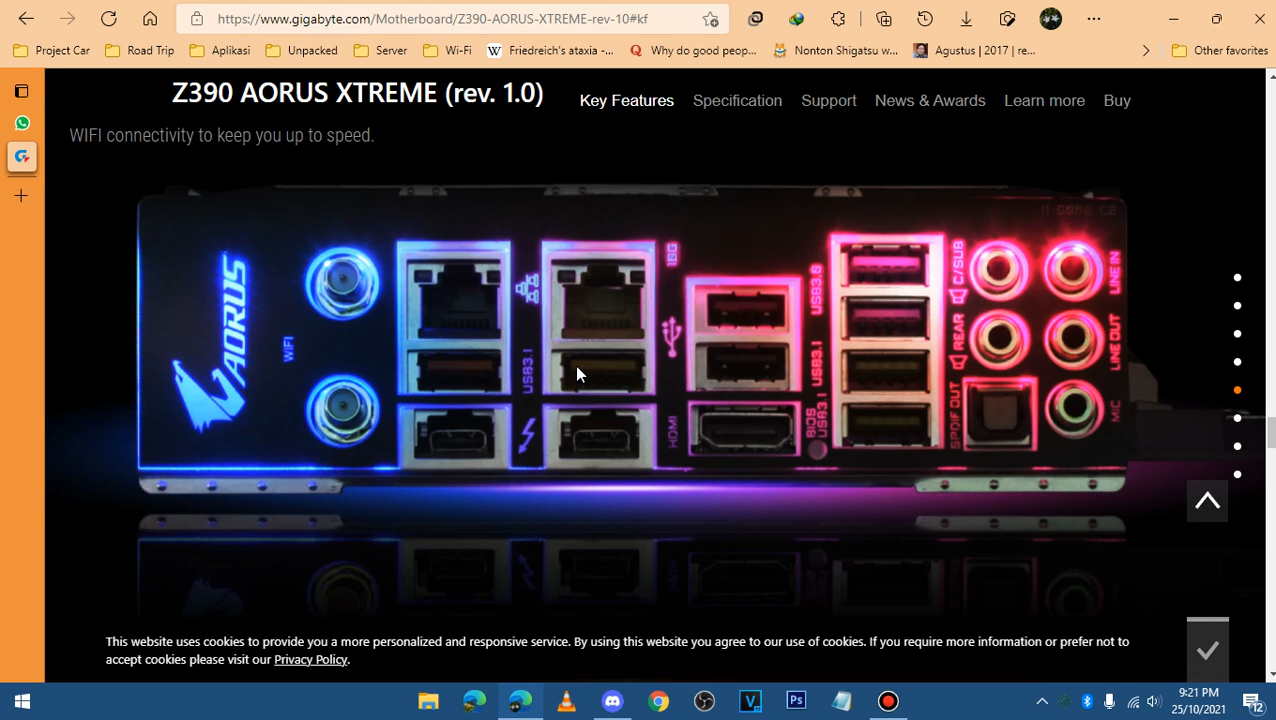 https://www.gigabyte.com/Motherboard/Z390-AORUS-XTREME-rev-10#kf
Project Car
Road Trip
Aplikasi
Unpacked
Server
Wi-Fi
W Friedreich's ataxia -...
Q Why do good peop...
Nonton Shigatsu w...
Agustus | 2017 | re...
Other favorites
Z390 AORUS XTREME (rev. 1.0)
Key Features
Specification
Support
News & Awards
Learn more
Buy
WIFI connectivity to keep you up to speed.
AORUS
WiFi
USB3.1
10G
HDMI
USB3.0
USB3.1
BIOS
USB3.1
C/SUB
REAR
SPDIF OUT
LINE IN
LINE OUT
MIC
This website uses cookies to provide you a more personalized and responsive service. By using this website you agree to our use of cookies. If you require more information or prefer not to
accept cookies please visit our Privacy Policy.
V
Ps
9:21 PM
25/10/2021
12